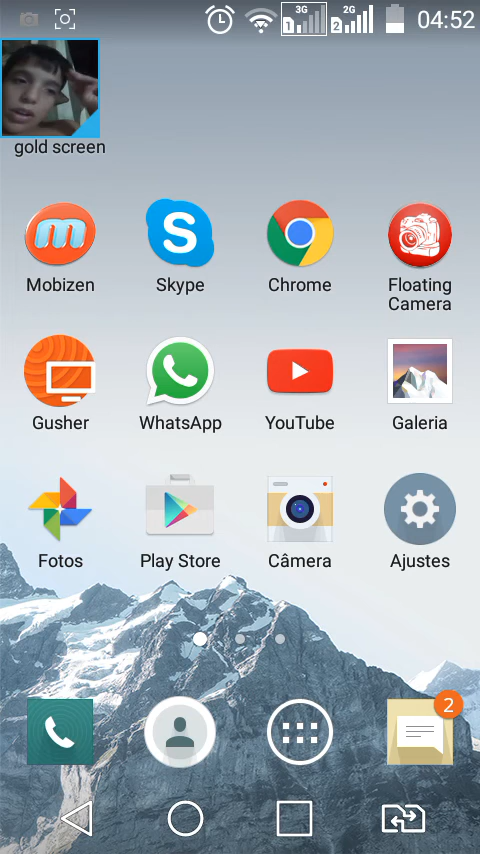 1 3G 2 2G 04:52
gold screen
m S
Mobizen Skype Chrome Floating Camera
Gusher WhatsApp YouTube Galeria
Fotos Play Store Câmera Ajustes
2